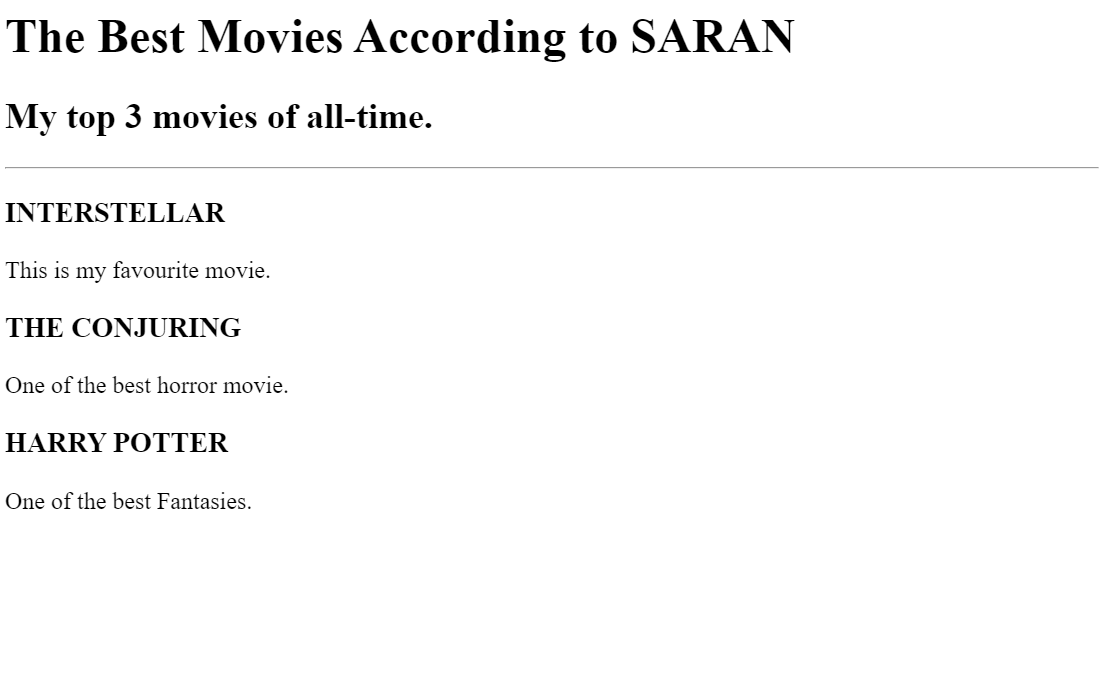 The Best Movies According to SARAN
My top 3 movies of all-time.
INTERSTELLAR
This is my favourite movie.
THE CONJURING
One of the best horror movie.
HARRY POTTER
One of the best Fantasies.